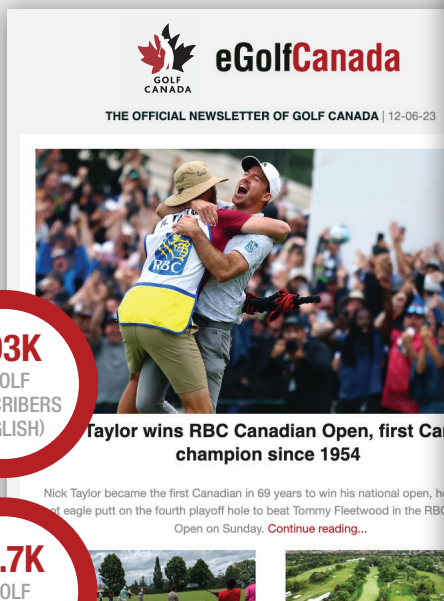 GOLF
CANADA
eGolfCanada
THE OFFICIAL NEWSLETTER OF GOLF CANADA | 12-06-23
RBC
03K
OLF
CRIBERS
GLISH)
Taylor wins RBC Canadian Open, first Ca
champion since 1954
Nick Taylor became the first Canadian in 69 years to win his national open, h
ot eagle putt on the fourth playoff hole to beat Tommy Fleetwood in the RBC
Open on Sunday. Continue reading...
.7K
OLF